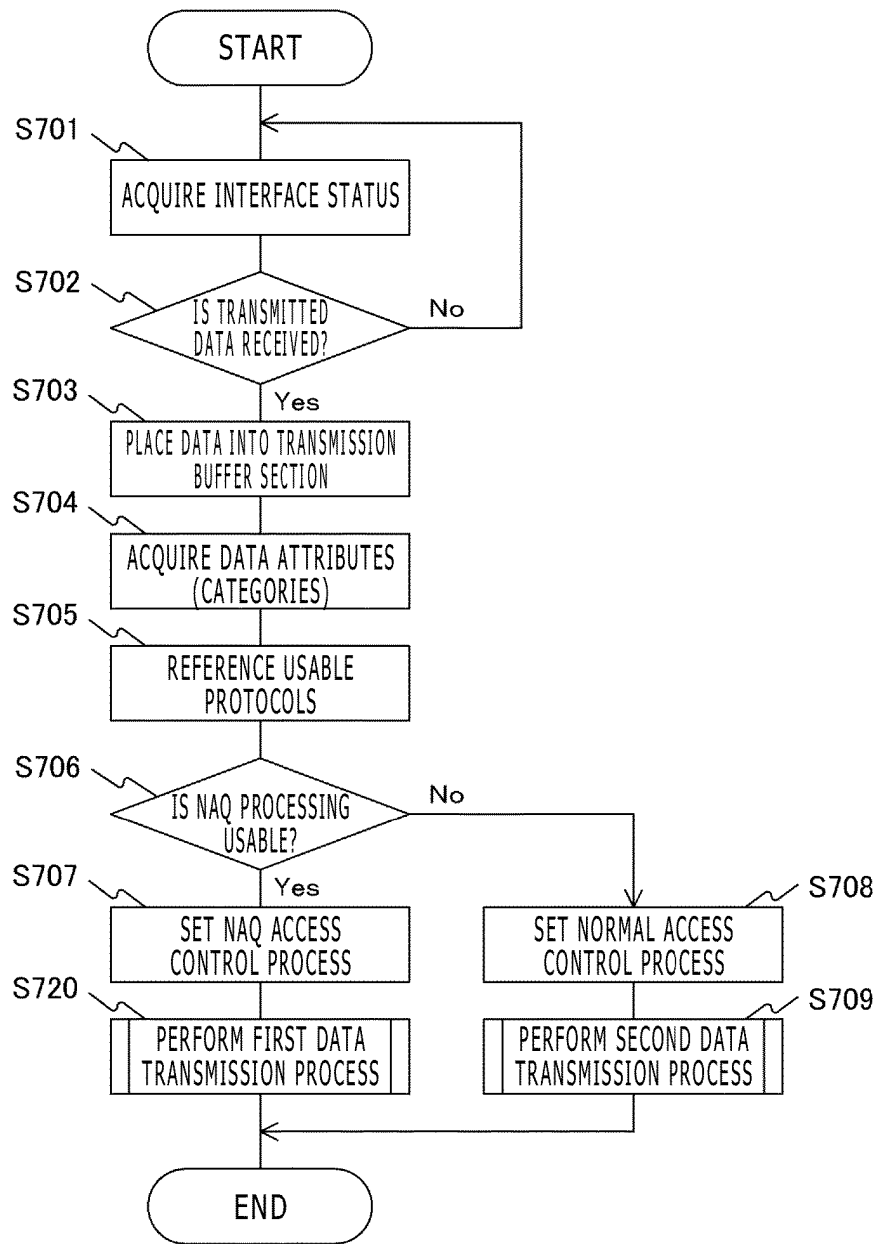 START
S701
ACQUIRE INTERFACE STATUS
S702
IS TRANSMITTED
DATA RECEIVED?
No
Yes
S703
PLACE DATA INTO TRANSMISSION
BUFFER SECTION
S704
ACQUIRE DATA ATTRIBUTES
(CATEGORIES)
S705
REFERENCE USABLE
PROTOCOLS
S706
IS NAQ PROCESSING
USABLE?
No
Yes
S707
SET NAQ ACCESS
CONTROL PROCESS
S708
SET NORMAL ACCESS
CONTROL PROCESS
S720
PERFORM FIRST DATA
TRANSMISSION PROCESS
S709
PERFORM SECOND DATA
TRANSMISSION PROCESS
END